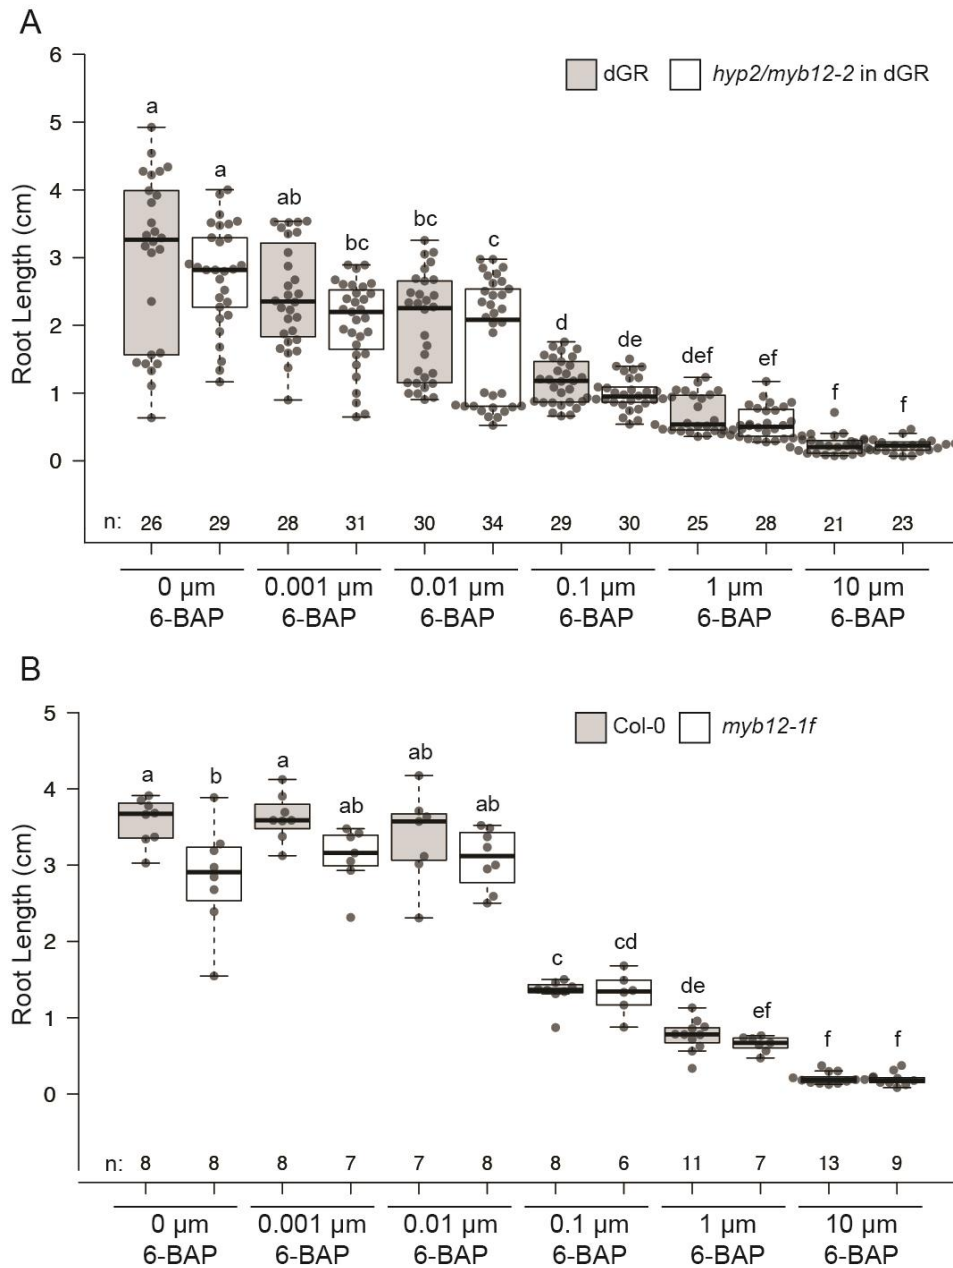 A
6
dGR
hyp2/myb12-2 in dGR
5
a
a
4
ab
bc
bc
c
3
Root Length (cm)
2
d
de
def
ef
1
f
f
0
n: 26 29 28 31 30 34 29 30 25 28 21 23
0 µm 0.001 µm 0.01 µm 0.1 µm 1 µm 10 µm
6-BAP 6-BAP 6-BAP 6-BAP 6-BAP 6-BAP
B
5
Col-0
myb12-1f
a
b
a
ab
ab
ab
4
3
Root Length (cm)
2
c
cd
de
ef
1
f
f
0
n: 8 8 8 7 7 8 8 6 11 7 13 9
0 µm 0.001 µm 0.01 µm 0.1 µm 1 µm 10 µm
6-BAP 6-BAP 6-BAP 6-BAP 6-BAP 6-BAP